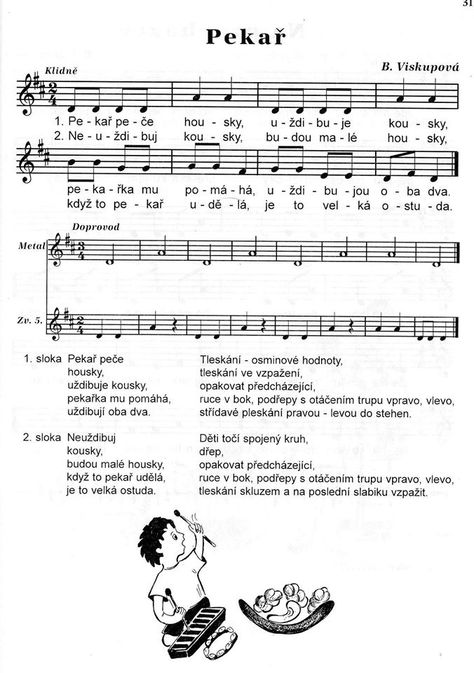 31
Pekař
Klidně B. Viskupová
2 4
1. Pe - kař pe - če hou - sky, u - ždi - bu - je kou - sky,
2. Ne - u - ždi - buj kou - sky, bu - dou ma - lé hou - sky,
pe - ka - řka mu po - má - há, u - ždi - bu - jou o - ba dva.
když to pe - kař u - dě - lá, je to vel - ká o - stu - da.
Doprovod
Metal 3 4
Zv. 5.
1. sloka Pekař peče Tleskání - osminové hodnoty,
housky, tleskání ve vzpažení,
uždibuje kousky, opakovat předcházející,
pekařka mu pomáhá, ruce v bok, podřepy s otáčením trupu vpravo, vlevo,
uždibují oba dva. střídavé pleskání pravou - levou do stehen.
2. sloka Neuždibuj Děti točí spojený kruh,
kousky, dřep,
budou malé housky, opakovat předcházející,
když to pekař udělá, ruce v bok, podřepy s otáčením trupu vpravo, vlevo,
je to velká ostuda. tleskání skluzem a na poslední slabiku vzpažit.